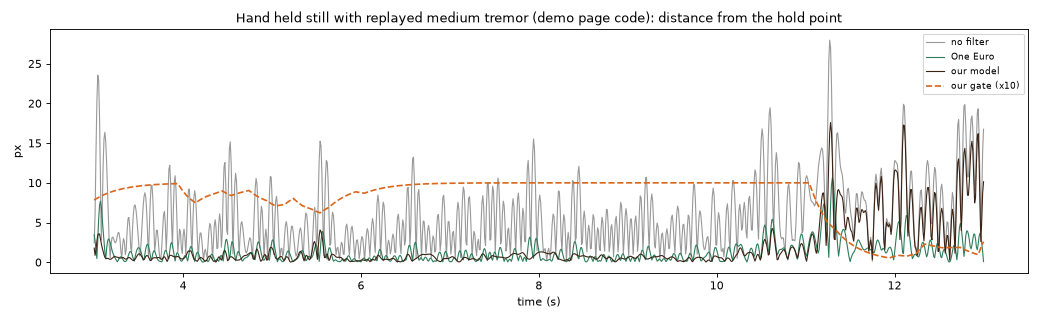 Hand held still with replayed medium tremor (demo page code): distance from the hold point
no filter
One Euro
our model
our gate (x10)
px
25
20
15
10
5
0
4
6
8
10
12
time (s)